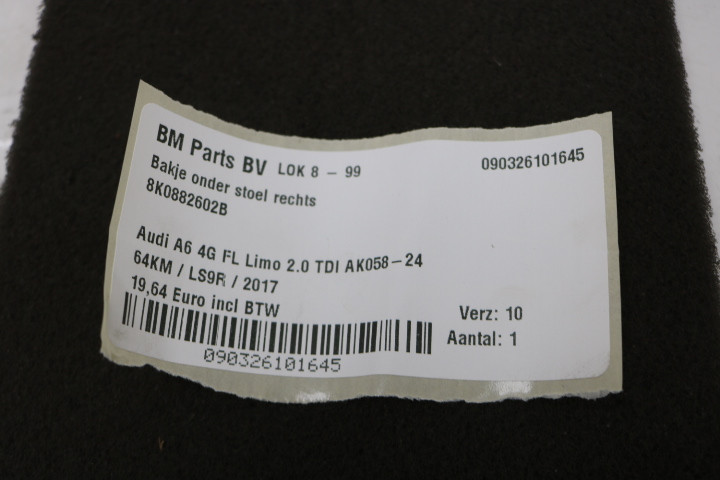 BM Parts BV LOK 8 - 99 090326101645
Bakje onder stoel rechts
8K0882602B
Audi A6 4G FL Limo 2.0 TDI AK058-24
64KM / LS9R / 2017
19,64 Euro incl BTW
Verz: 10
Aantal: 1
090326101645